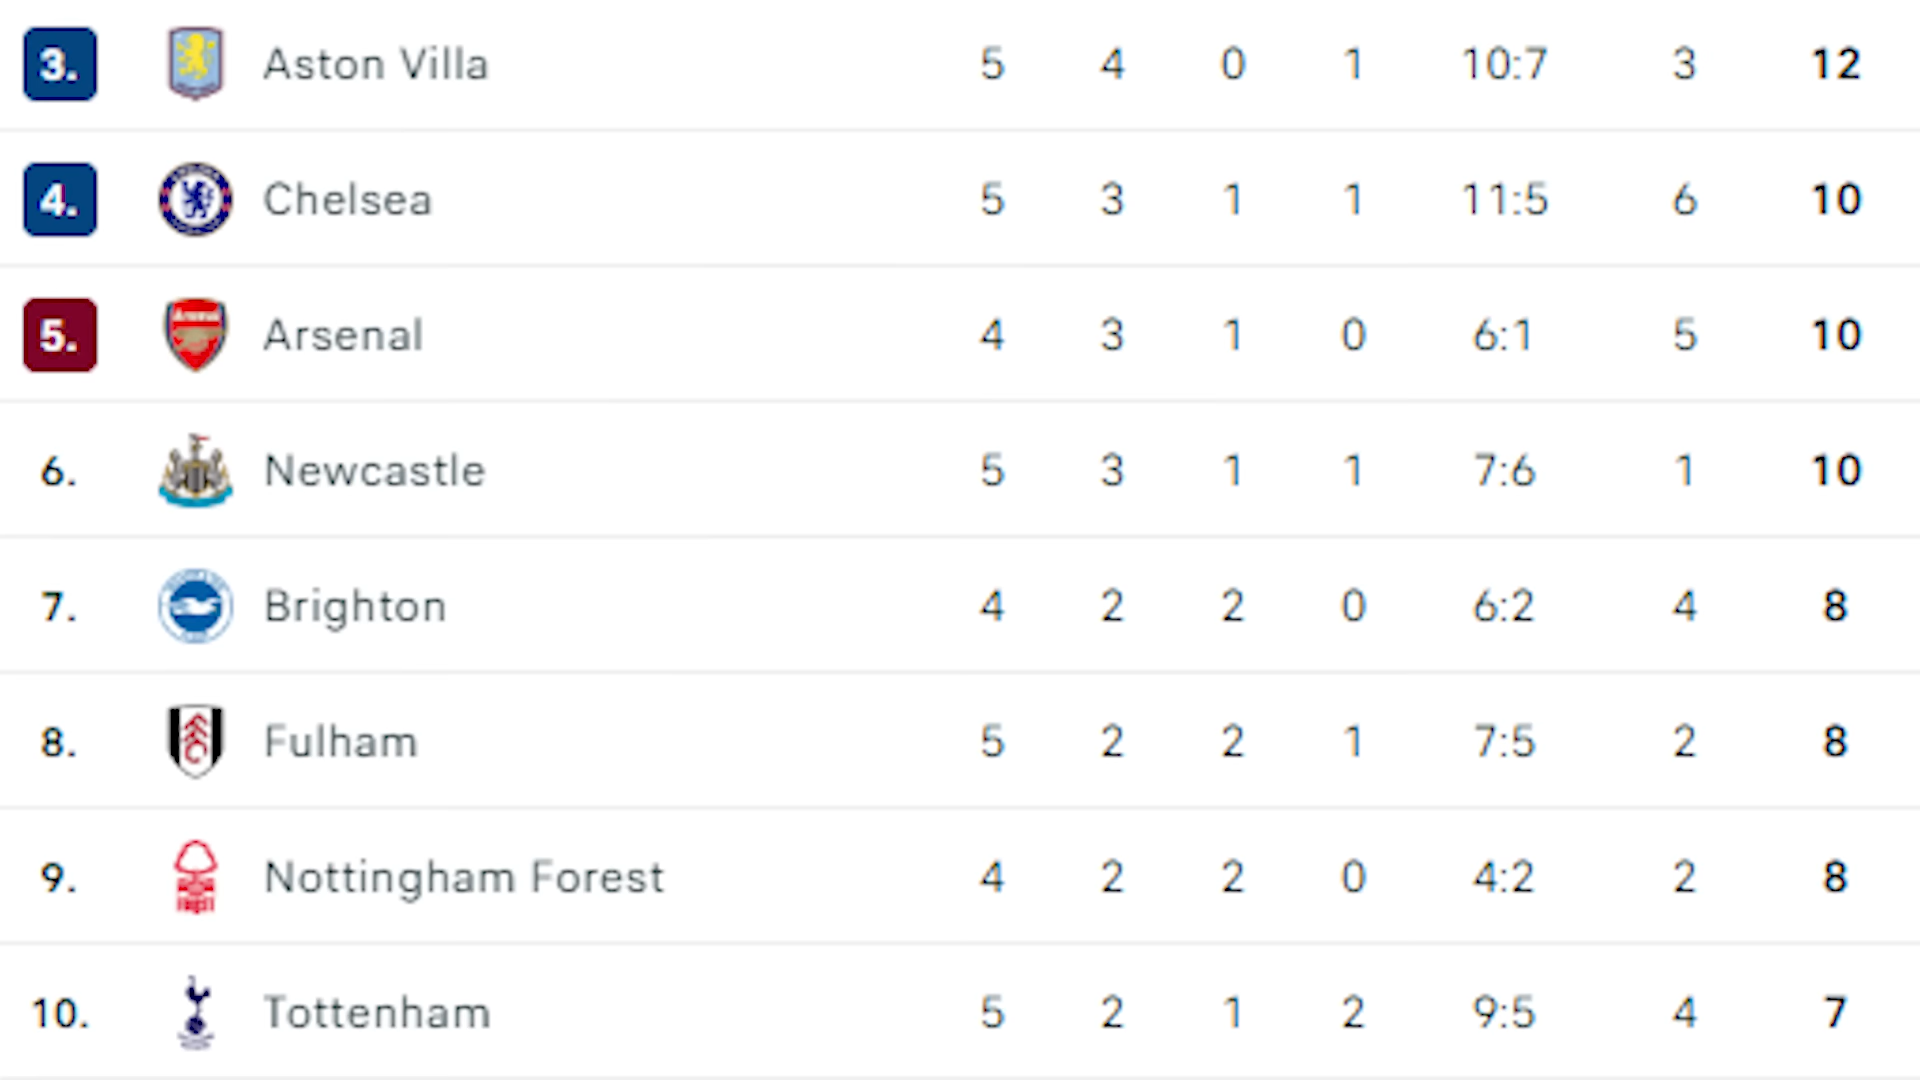 3. Aston Villa 5 4 0 1 10:7 3 12
4. Chelsea 5 3 1 1 11:5 6 10
5. Arsenal 4 3 1 0 6:1 5 10
6. Newcastle 5 3 1 1 7:6 1 10
7. Brighton 4 2 2 0 6:2 4 8
8. Fulham 5 2 2 1 7:5 2 8
9. Nottingham Forest 4 2 2 0 4:2 2 8
10. Tottenham 5 2 1 2 9:5 4 7